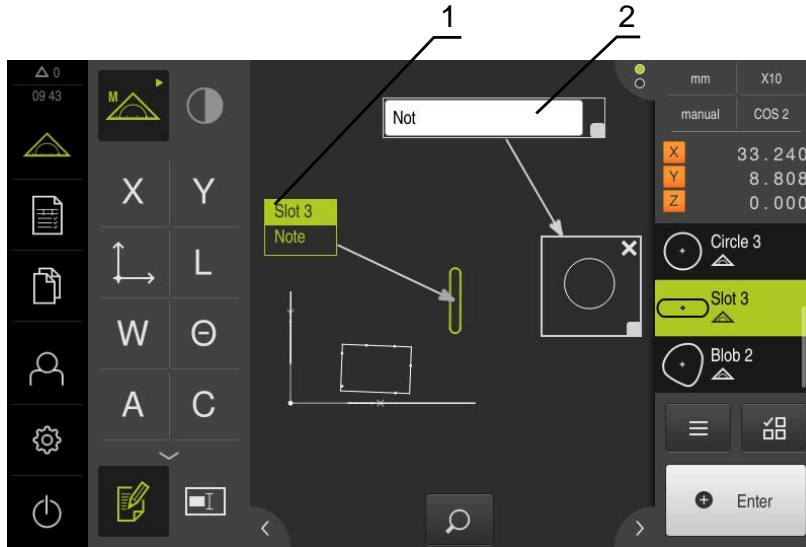 1
2
0
09 43
M
X
Y
L
W
Θ
A
C
Not
Slot 3
Note
mm
X10
manual
COS 2
X 33.240
Y 8.808
Z 0.000
Circle 3
Slot 3
Blob 2
Enter